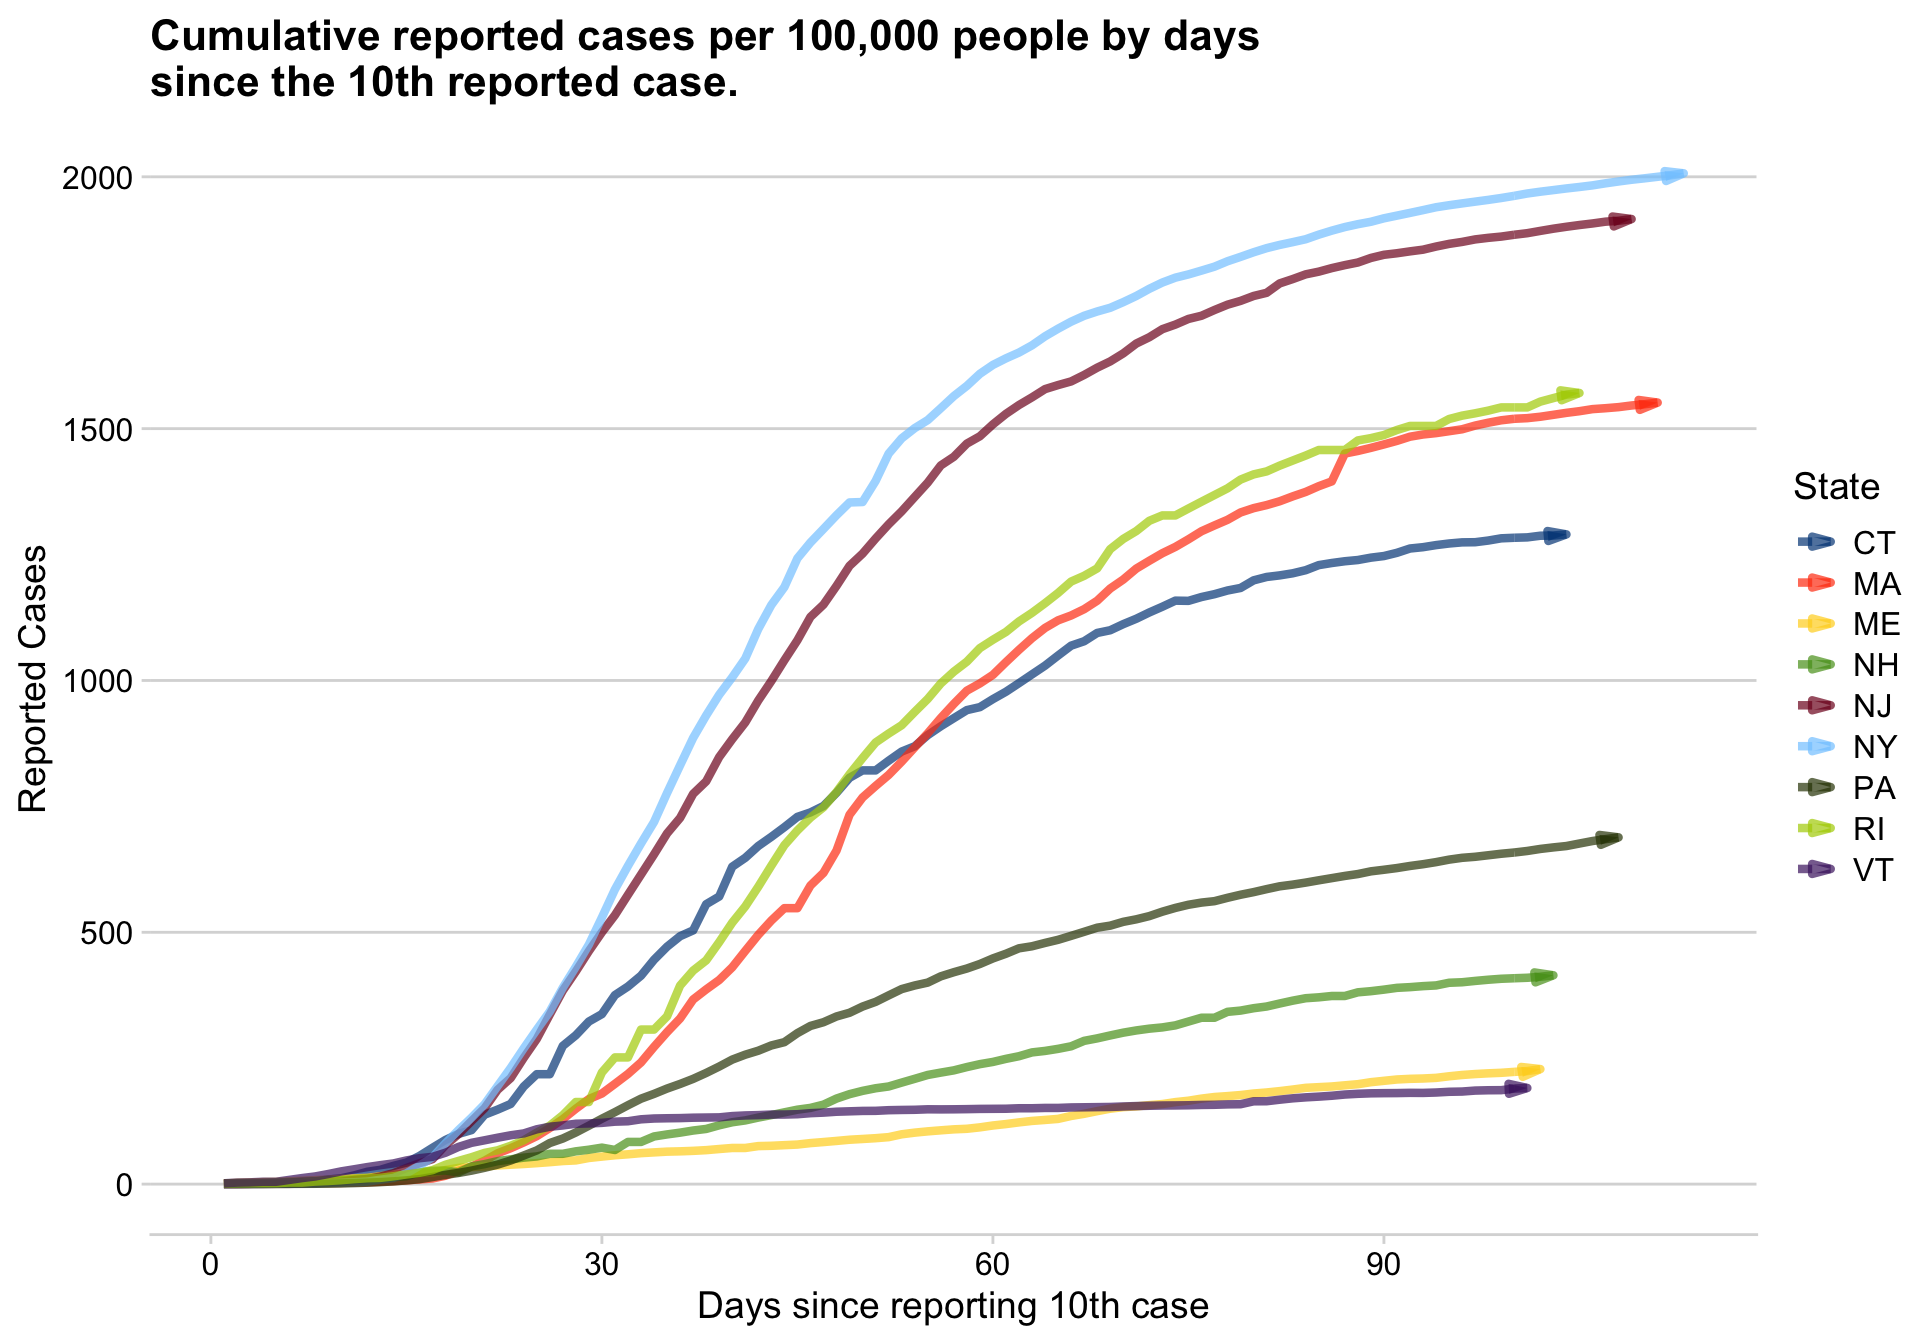 Cumulative reported cases per 100,000 people by days
since the 10th reported case.
2000
1500
1000
500
0
Reported Cases
0
30
60
90
Days since reporting 10th case
State
CT
MA
ME
NH
NJ
NY
PA
RI
VT